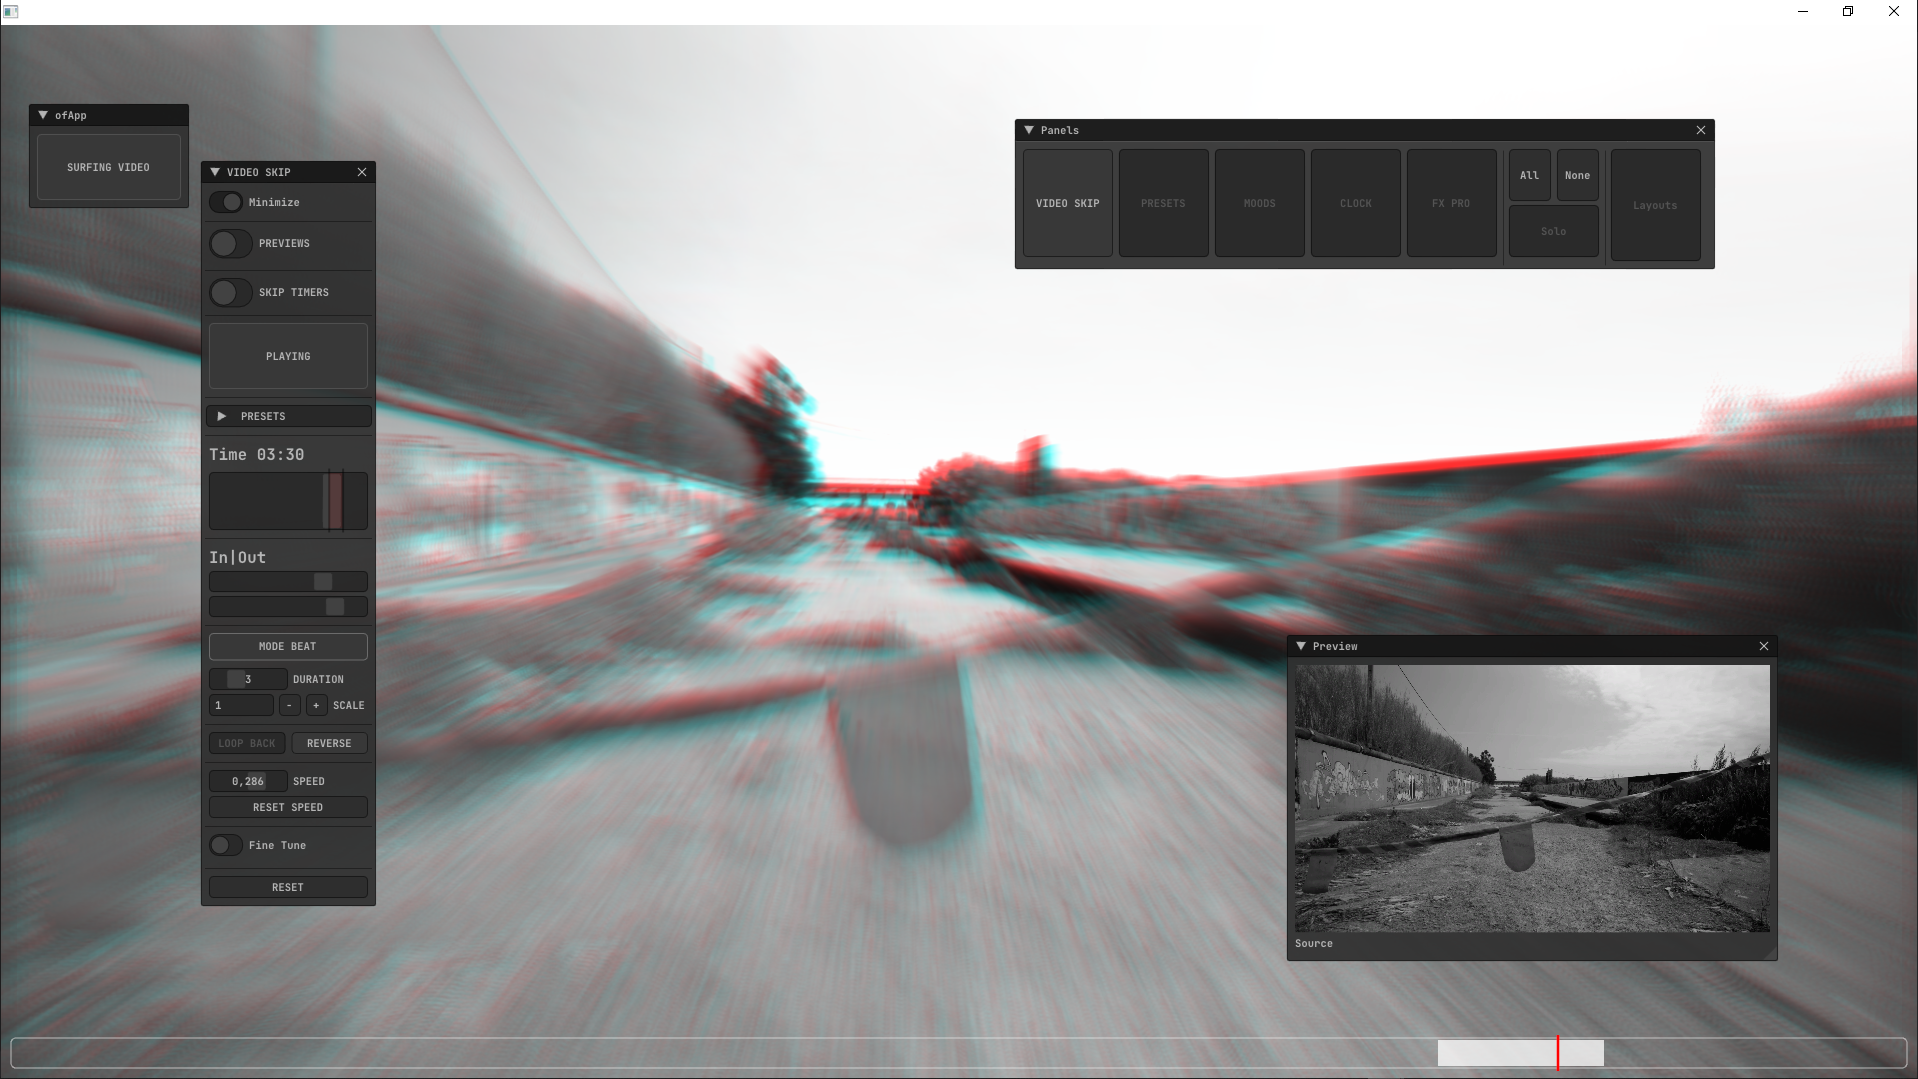 ofApp
SURFING VIDEO
VIDEO SKIP
Minimize
PREVIEWS
SKIP TIMERS
PLAYING
PRESETS
Time 03:30
In|Out
MODE BEAT
3 DURATION
1 - + SCALE
LOOP BACK REVERSE
0,286 SPEED
RESET SPEED
Fine Tune
RESET
Panels
VIDEO SKIP PRESETS MOODS CLOCK FX PRO All None Solo Layouts
Preview
Source